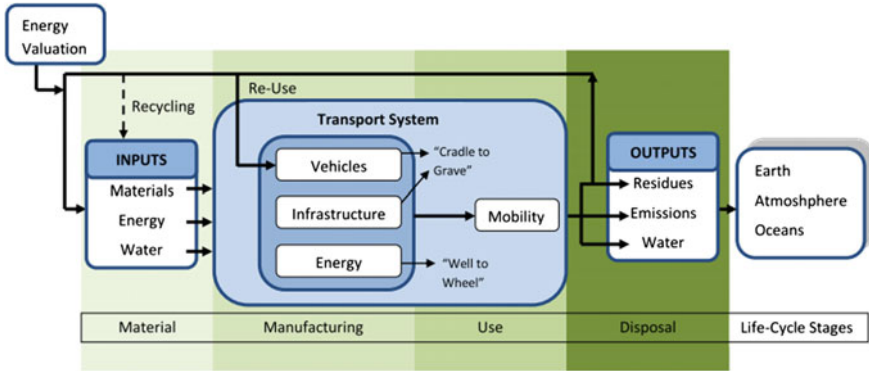 Energy
Valuation
Recycling
Re-Use
Transport System
INPUTS
Materials
Energy
Water
Vehicles
Infrastructure
Energy
"Cradle to
Grave"
"Well to
Wheel"
Mobility
OUTPUTS
Residues
Emissions
Water
Earth
Atmoshphere
Oceans
Material
Manufacturing
Use
Disposal
Life-Cycle Stages